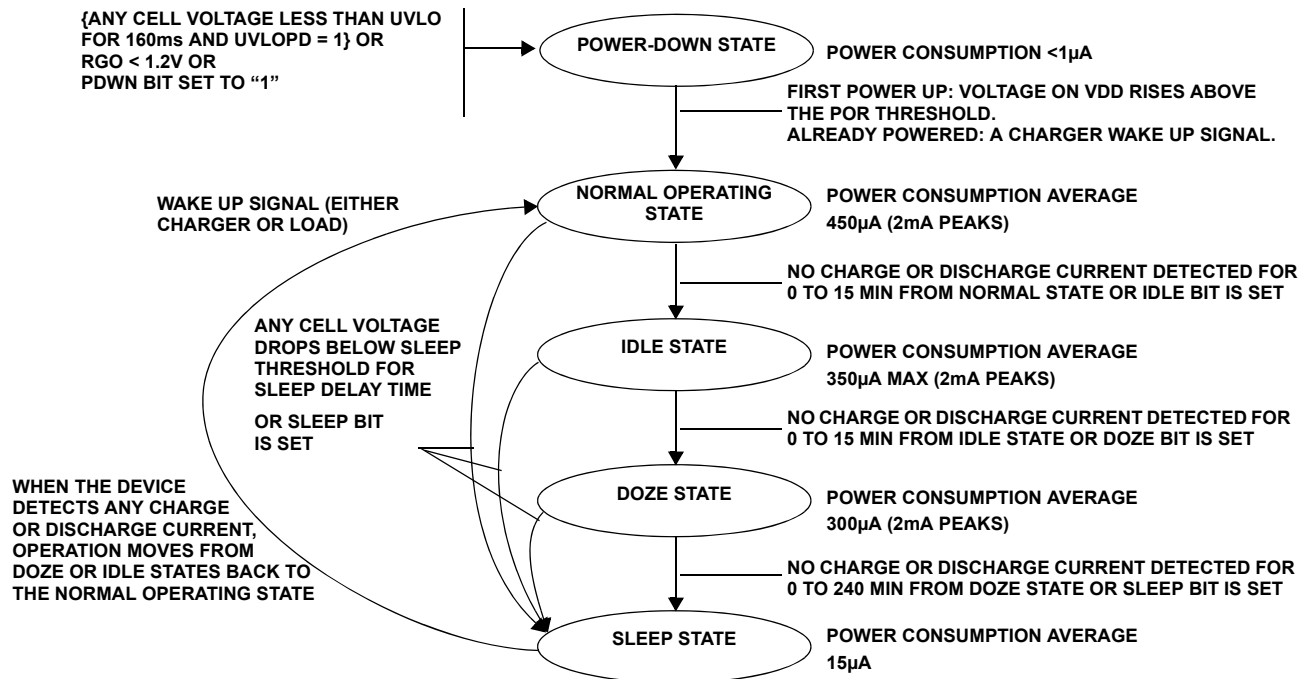 {ANY CELL VOLTAGE LESS THAN UVLO
FOR 160ms AND UVLOPD = 1} OR
RGO < 1.2V OR
PDWN BIT SET TO “1”
POWER-DOWN STATE
POWER CONSUMPTION <1µA
FIRST POWER UP: VOLTAGE ON VDD RISES ABOVE
THE POR THRESHOLD.
ALREADY POWERED: A CHARGER WAKE UP SIGNAL.
WAKE UP SIGNAL (EITHER
CHARGER OR LOAD)
NORMAL OPERATING
STATE
POWER CONSUMPTION AVERAGE
450µA (2mA PEAKS)
NO CHARGE OR DISCHARGE CURRENT DETECTED FOR
0 TO 15 MIN FROM NORMAL STATE OR IDLE BIT IS SET
ANY CELL VOLTAGE
DROPS BELOW SLEEP
THRESHOLD FOR
SLEEP DELAY TIME
OR SLEEP BIT
IS SET
IDLE STATE
POWER CONSUMPTION AVERAGE
350µA MAX (2mA PEAKS)
NO CHARGE OR DISCHARGE CURRENT DETECTED FOR
0 TO 15 MIN FROM IDLE STATE OR DOZE BIT IS SET
WHEN THE DEVICE
DETECTS ANY CHARGE
OR DISCHARGE CURRENT,
OPERATION MOVES FROM
DOZE OR IDLE STATES BACK TO
THE NORMAL OPERATING STATE
DOZE STATE
POWER CONSUMPTION AVERAGE
300µA (2mA PEAKS)
NO CHARGE OR DISCHARGE CURRENT DETECTED FOR
0 TO 240 MIN FROM DOZE STATE OR SLEEP BIT IS SET
SLEEP STATE
POWER CONSUMPTION AVERAGE
15µA